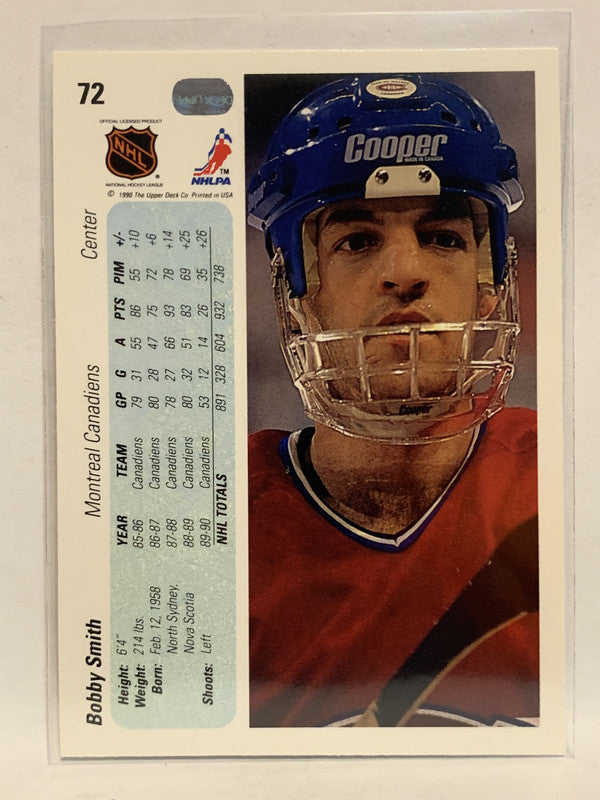 72
OFFICIAL LICENSED PRODUCT
NHL
NATIONAL HOCKEY LEAGUE
TM
NHLPA
© 1990 The Upper Deck Co. Printed in USA
Bobby Smith Montreal Canadiens Center
Height: 6'4"
Weight: 214 lbs.
Born: Feb. 12, 1958
North Sydney,
Nova Scotia
Shoots: Left
YEAR TEAM GP G A PTS PIM +/-
85-86 Canadiens 79 31 55 86 55 +10
86-87 Canadiens 80 28 47 75 72 +6
87-88 Canadiens 78 27 66 93 78 +14
88-89 Canadiens 80 32 51 83 69 +25
89-90 Canadiens 53 12 14 26 35 +26
NHL TOTALS 891 328 604 932 738
Cooper
MADE IN CANADA
Cooper